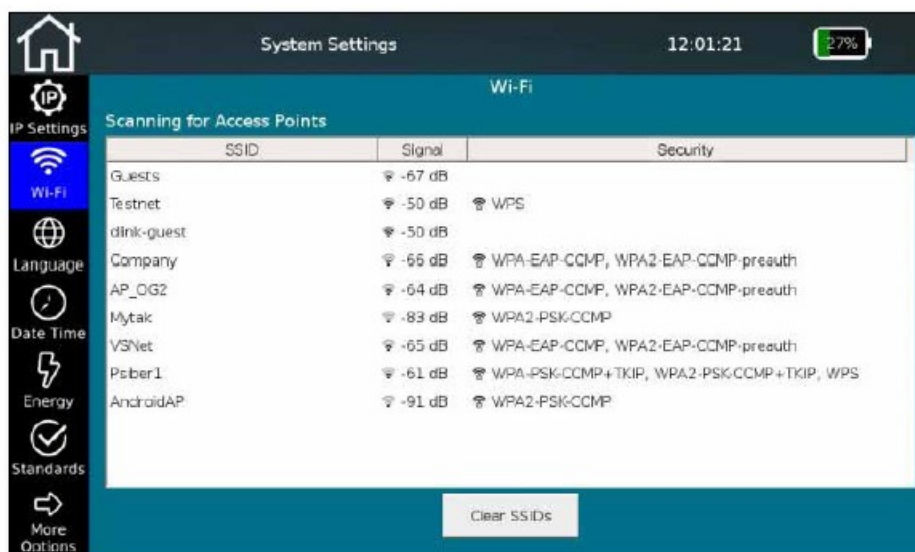 System Settings 12:01:21 27%
IP
IP Settings
Wi-Fi
Language
Date Time
Energy
Standards
More
Options
Wi-Fi
Scanning for Access Points
SSID Signal Security
Guests -67 dB
Testnet -50 dB WPS
dlink-guest -50 dB
Company -66 dB WPA-EAP-CCMP, WPA2-EAP-CCMP-preauth
AP_OG2 -64 dB WPA-EAP-CCMP, WPA2-EAP-CCMP-preauth
Mytak -83 dB WPA2-PSK-CCMP
VSNet -65 dB WPA-EAP-CCMP, WPA2-EAP-CCMP-preauth
Psiber1 -61 dB WPA-PSK-CCMP+TKIP, WPA2-PSK-CCMP+TKIP, WPS
AndroidAP -91 dB WPA2-PSK-CCMP
Clear SSIDs